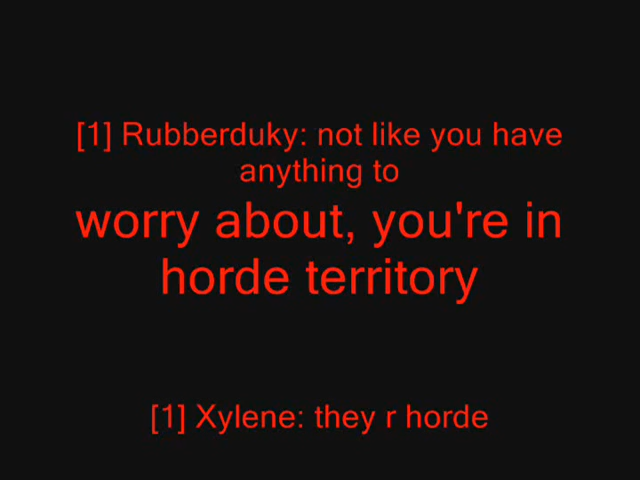 [1] Rubberduky: not like you have
anything to
worry about, you're in
horde territory
[1] Xylene: they r horde